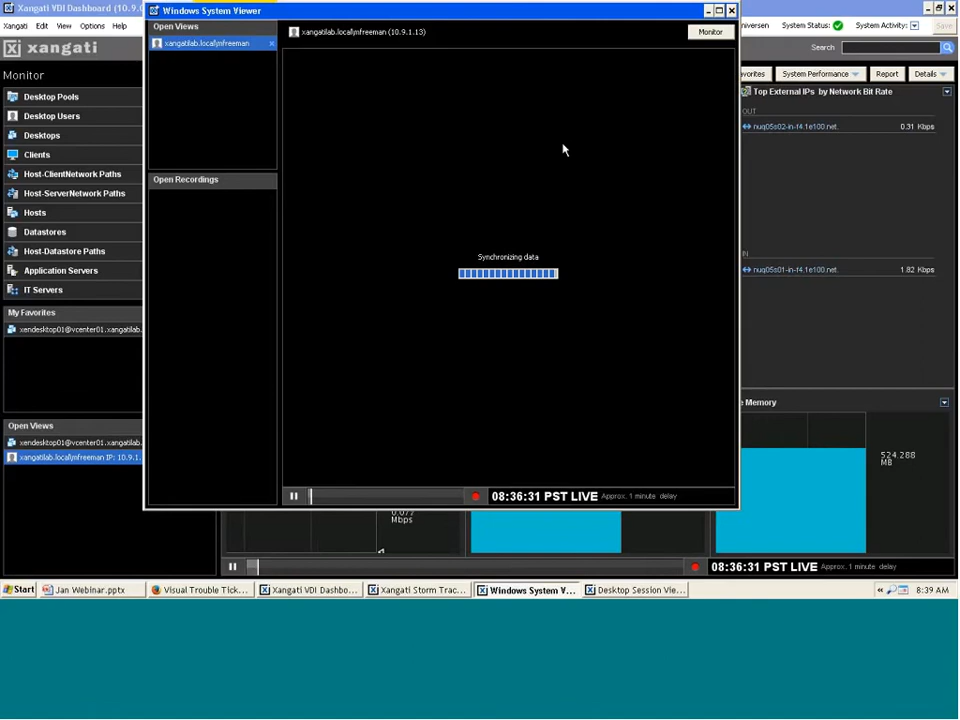 Xangati VDI Dashboard (10.9.
Windows System Viewer
Xangati Edit View Options Help
System Status: System Activity: Save
xangati
Search
Monitor
Open Views
xangatilab.local\mfreeman
xangatilab.local\mfreeman (10.9.1.13)
Monitor
System Performance Report Details
Desktop Pools
Desktop Users
Desktops
Clients
Host-ClientNetwork Paths
Host-ServerNetwork Paths
Hosts
Datastores
Host-Datastore Paths
Application Servers
IT Servers
Open Recordings
Top External IPs by Network Bit Rate
OUT
nuq05s02-in-f4.1e100.net. 0.31 Kbps
IN
nuq05s01-in-f4.1e100.net. 1.82 Kbps
Synchronizing data
My Favorites
xendesktop01@vcenter01.xangatilab.
Open Views
xendesktop01@vcenter01.xangatilab.
xangatilab.local\mfreeman IP: 10.9.1.
Memory
524.288
MB
08:36:31 PST LIVE Approx. 1 minute delay
Mbps
08:36:31 PST LIVE Approx. 1 minute delay
Start
Jan Webinar.pptx
Visual Trouble Tick...
Xangati VDI Dashbo...
Xangati Storm Trac...
Windows System V...
Desktop Session Vie...
8:39 AM